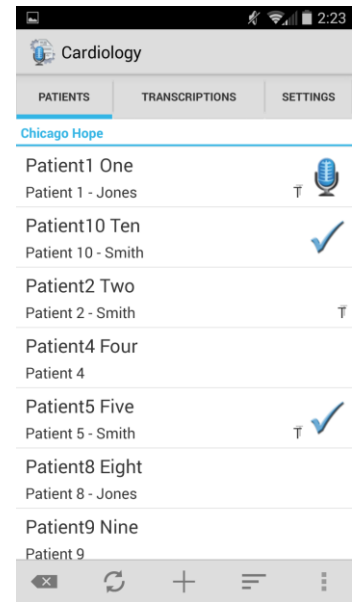 2:23
Cardiology
PATIENTS TRANSCRIPTIONS SETTINGS
Chicago Hope
Patient1 One
Patient 1 - Jones T
Patient10 Ten
Patient 10 - Smith
Patient2 Two
Patient 2 - Smith T
Patient4 Four
Patient 4
Patient5 Five
Patient 5 - Smith T
Patient8 Eight
Patient 8 - Jones
Patient9 Nine
Patient 9